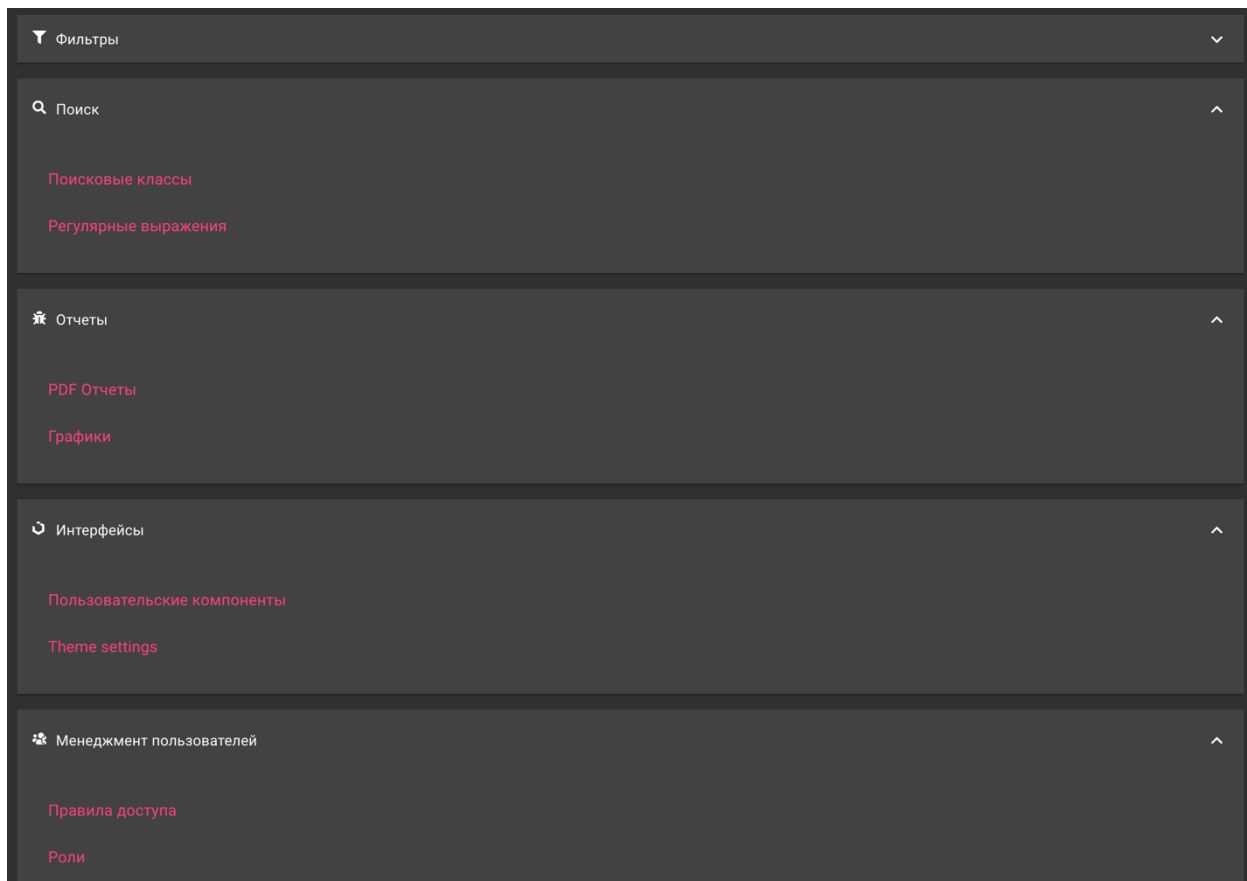 Фильтры
Поиск
Поисковые классы
Регулярные выражения
Отчеты
PDF Отчеты
Графики
Интерфейсы
Пользовательские компоненты
Theme settings
Менеджмент пользователей
Правила доступа
Роли